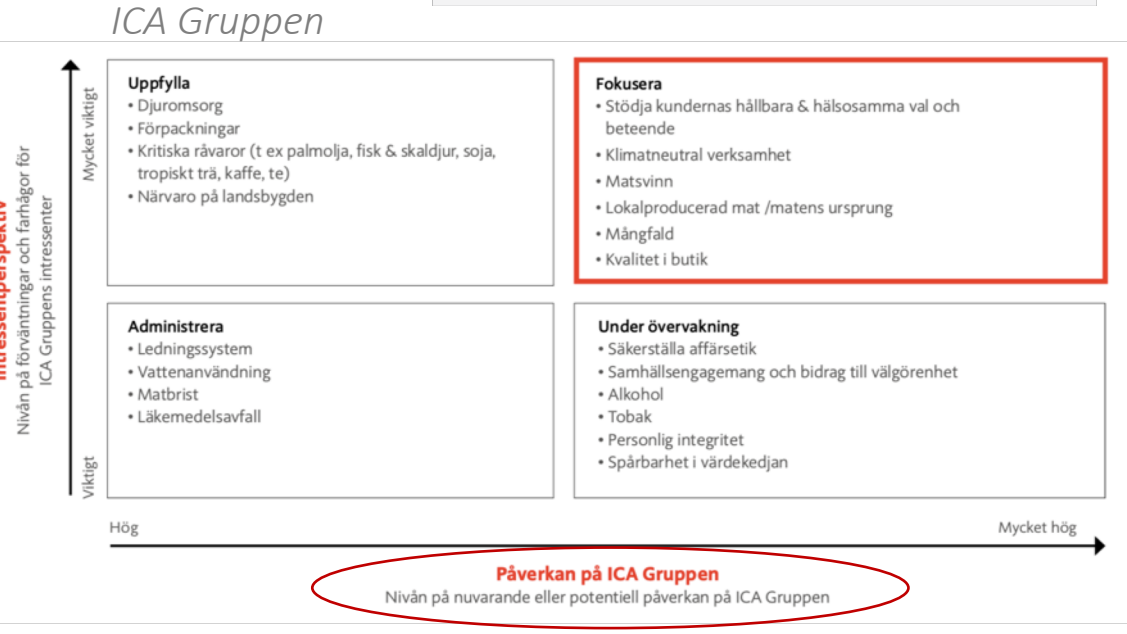 ICA Gruppen
Mycket viktigt
Viktigt
Intressentperspektiv
Nivån på förväntningar och farhågor för
ICA Gruppens intressenter
Uppfylla
• Djuromsorg
• Förpackningar
• Kritiska råvaror (t ex palmolja, fisk & skaldjur, soja,
tropiskt trä, kaffe, te)
• Närvaro på landsbygden
Fokusera
• Stödja kundernas hållbara & hälsosamma val och
beteende
• Klimatneutral verksamhet
• Matsvinn
• Lokalproducerad mat /matens ursprung
• Mångfald
• Kvalitet i butik
Administrera
• Ledningssystem
• Vattenanvändning
• Matbrist
• Läkemedelsavfall
Under övervakning
• Säkerställa affärsetik
• Samhällsengagemang och bidrag till välgörenhet
• Alkohol
• Tobak
• Personlig integritet
• Spårbarhet i värdekedjan
Hög
Mycket hög
Påverkan på ICA Gruppen
Nivån på nuvarande eller potentiell påverkan på ICA Gruppen